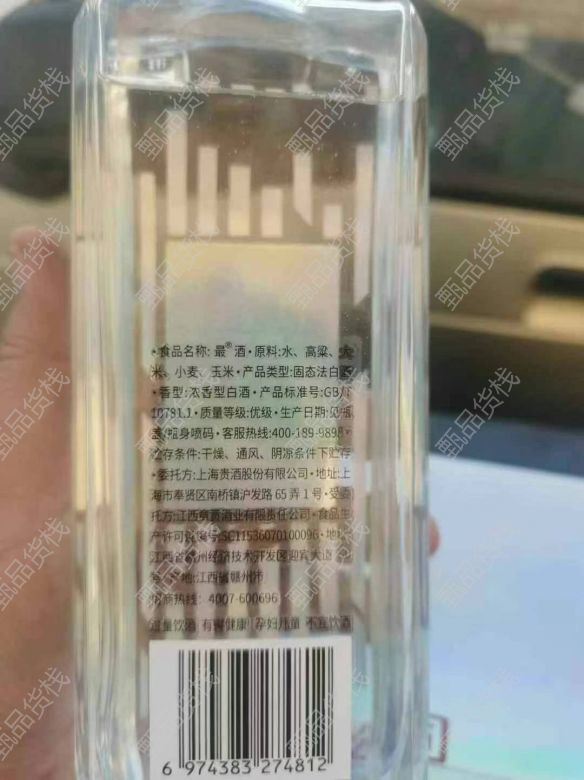 •食品名称:最®酒•原料:水、高粱、大
米、小麦、玉米•产品类型:固态法白酒
•香型:浓香型白酒•产品标准号:GB/T
10781.1•质量等级:优级•生产日期:见瓶
盖/瓶身喷码•客服热线:400-189-9898•
贮存条件:干燥、通风、阴凉条件下贮存
•委托方:上海贵酒股份有限公司•地址:上
海市奉贤区南桥镇沪发路65弄1号•受委
托方:江西 酒业有限责任公司•食品生
产许可证编号:SC11536070100096•地址:
江西省赣州经济技术开发区迎宾大道
地:江西省赣州市
招商热线:4007-600696
适量饮酒 有得健康 孕妇儿童 不宜饮酒
6 974383 274812
甄品货栈